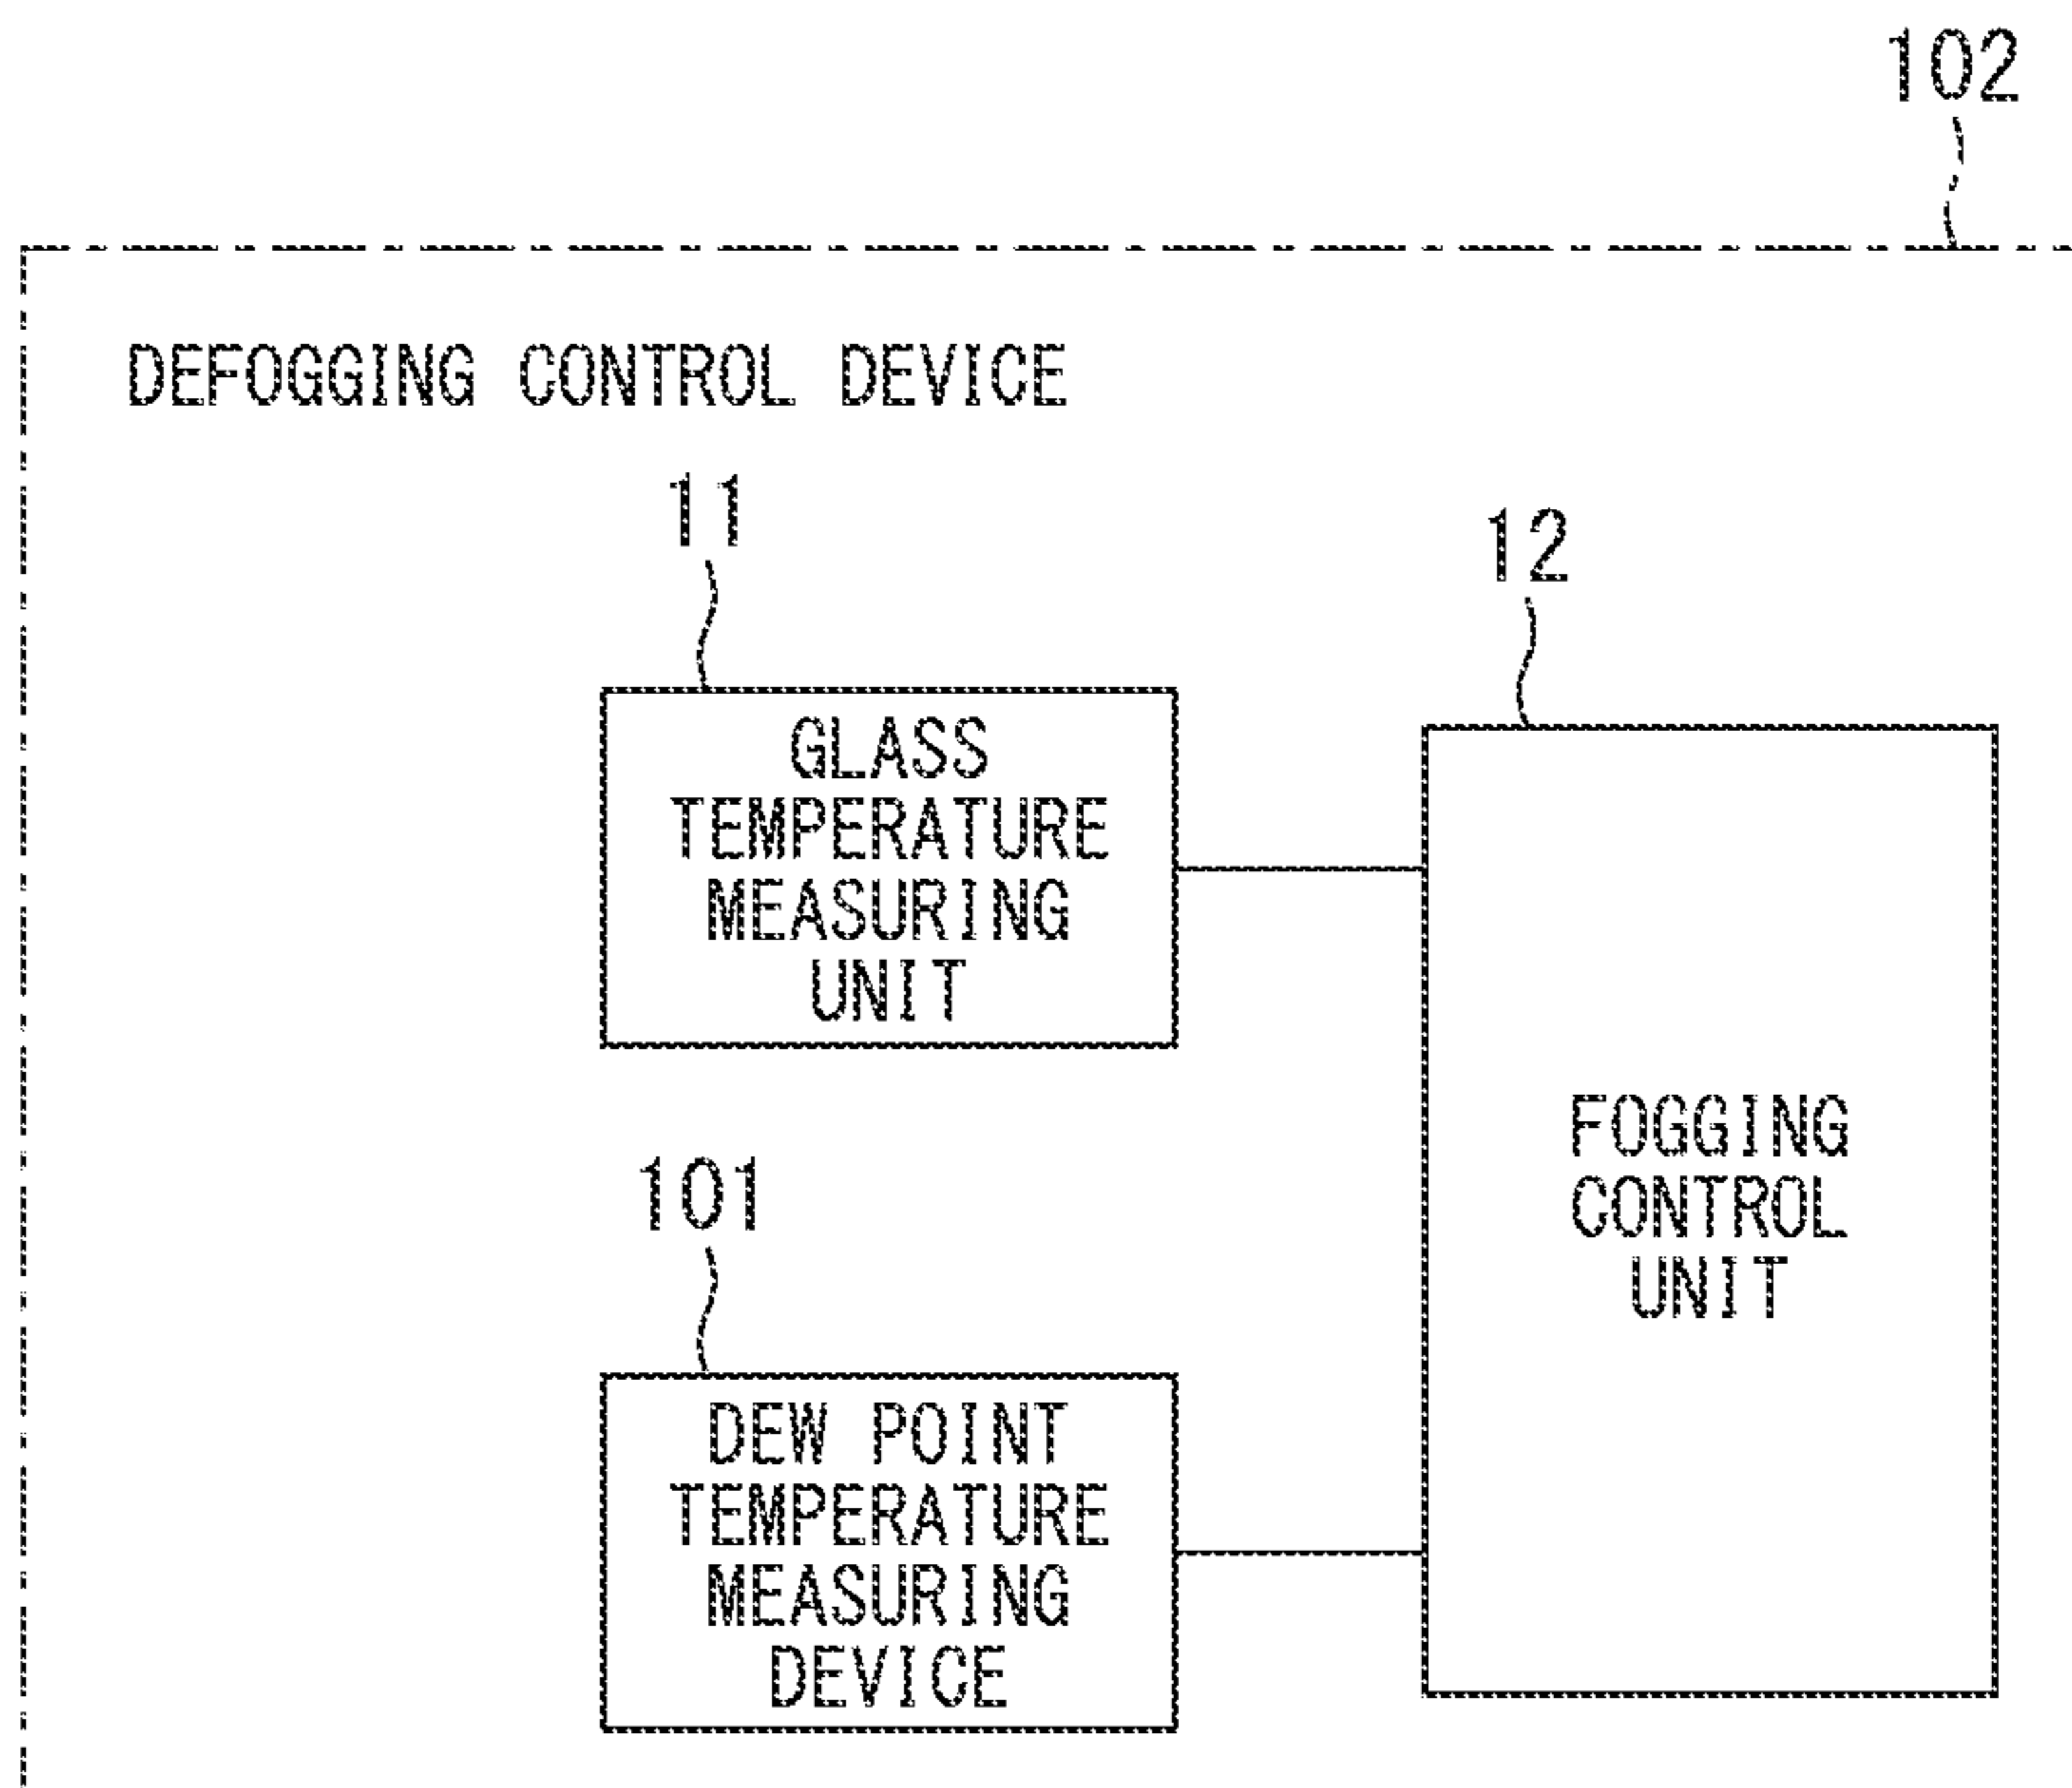 102
DEFOGGING CONTROL DEVICE
11
12
GLASS
TEMPERATURE
MEASURING
UNIT
FOGGING
CONTROL
UNIT
101
DEW POINT
TEMPERATURE
MEASURING
DEVICE